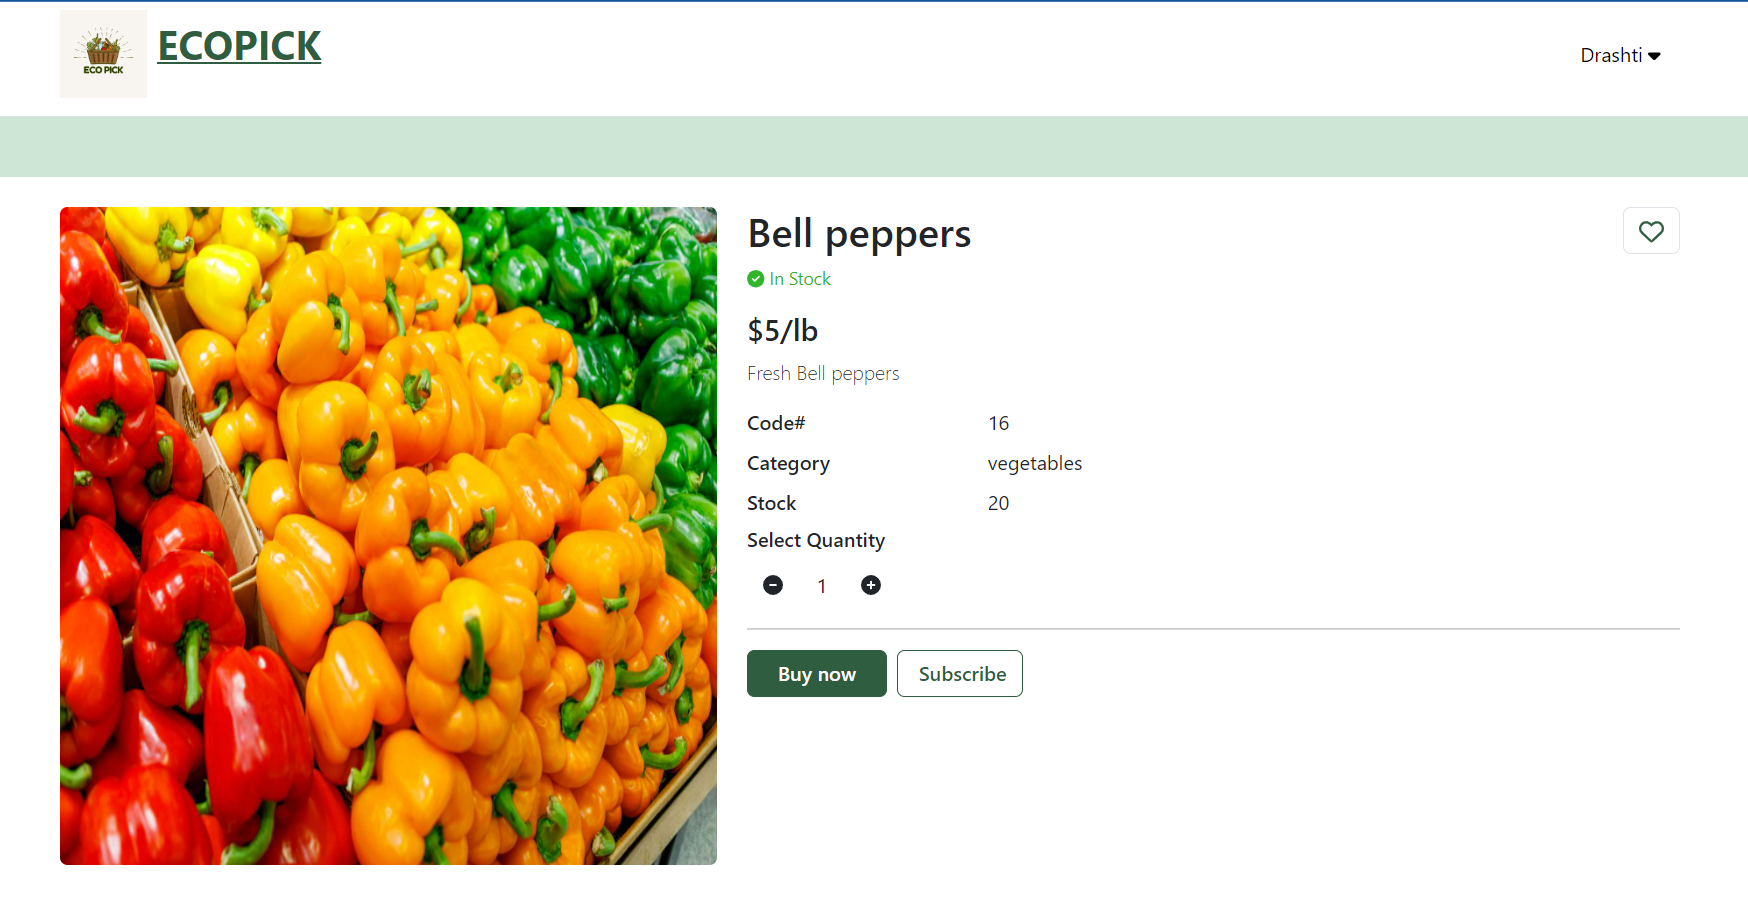 ECO PICK
ECOPICK
Drashti
Bell peppers
In Stock
$5/lb
Fresh Bell peppers
Code# 16
Category vegetables
Stock 20
Select Quantity
1
Buy now Subscribe